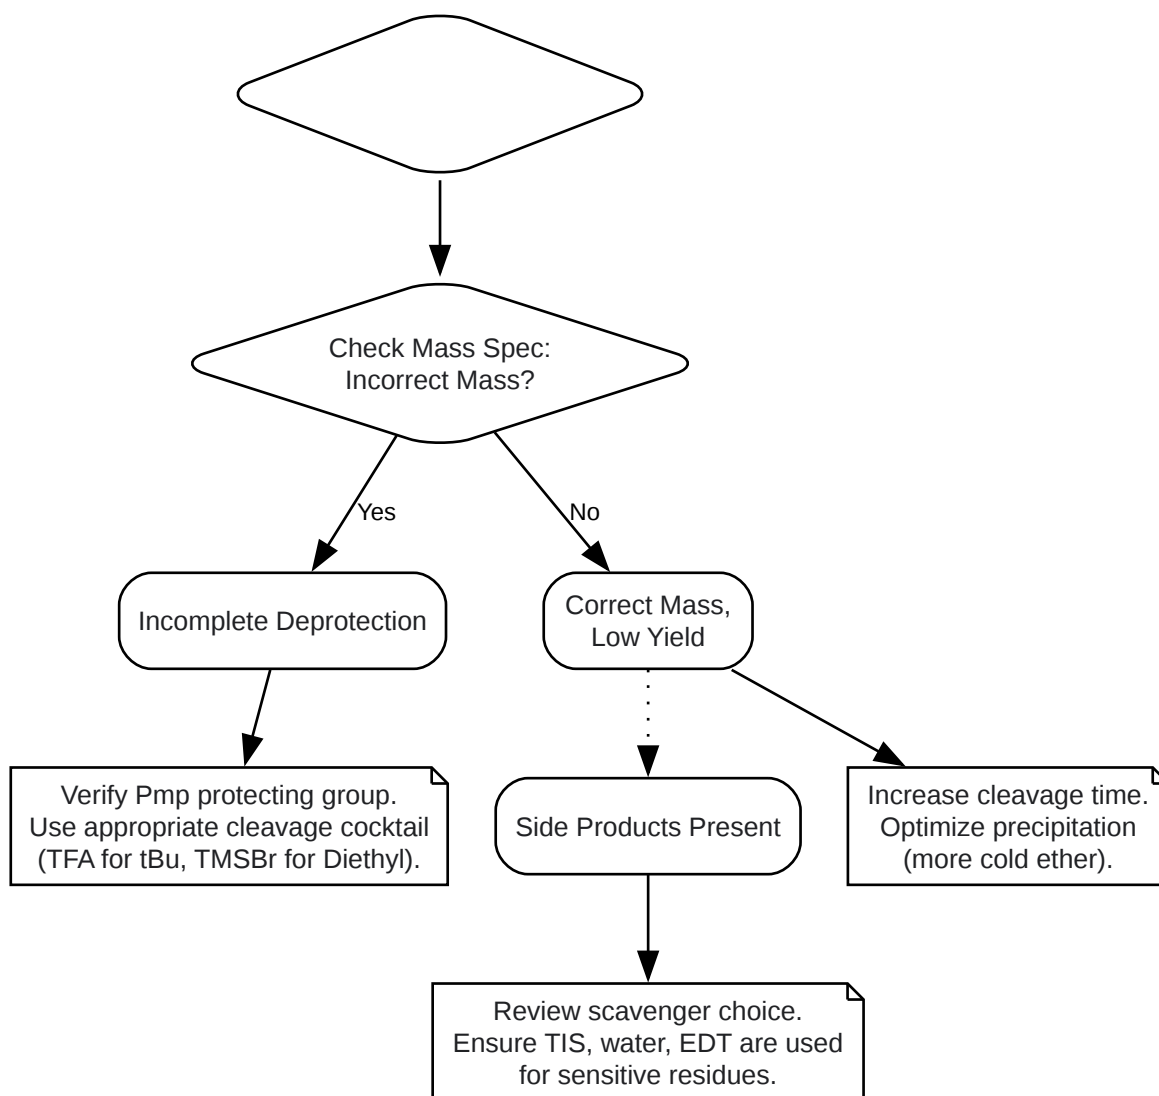 Check Mass Spec:
Incorrect Mass?
Yes
No
Incomplete Deprotection
Correct Mass,
Low Yield
Verify Pmp protecting group.
Use appropriate cleavage cocktail
(TFA for tBu, TMSBr for Diethyl).
Side Products Present
Increase cleavage time.
Optimize precipitation
(more cold ether).
Review scavenger choice.
Ensure TIS, water, EDT are used
for sensitive residues.